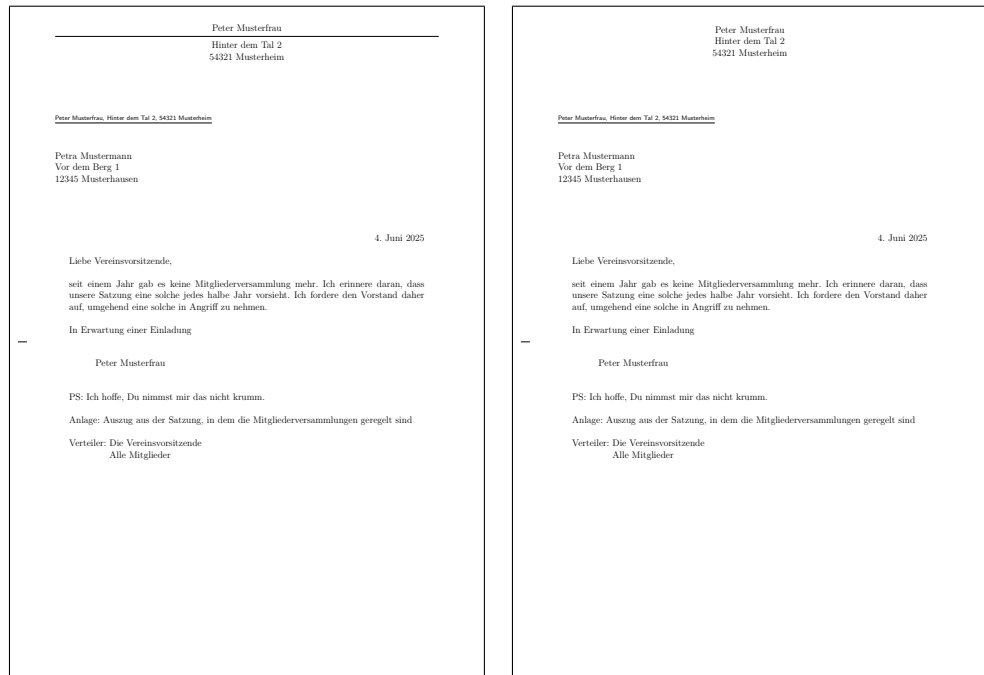 Peter Musterfrau
Hinter dem Tal 2
54321 Musterheim
Peter Musterfrau, Hinter dem Tal 2, 54321 Musterheim
Petra Mustermann
Vor dem Berg 1
12345 Musterhausen
4. Juni 2025
Liebe Vereinsvorsitzende,
seit einem Jahr gab es keine Mitgliederversammlung mehr. Ich erinnere daran, dass
unsere Satzung eine solche jedes halbe Jahr vorsieht. Ich fordere den Vorstand daher
auf, umgehend eine solche in Angriff zu nehmen.
In Erwartung einer Einladung
Peter Musterfrau
PS: Ich hoffe, Du nimmst mir das nicht krumm.
Anlage: Auszug aus der Satzung, in dem die Mitgliederversammlungen geregelt sind
Verteiler: Die Vereinsvorsitzende
Alle Mitglieder
Peter Musterfrau
Hinter dem Tal 2
54321 Musterheim
Peter Musterfrau, Hinter dem Tal 2, 54321 Musterheim
Petra Mustermann
Vor dem Berg 1
12345 Musterhausen
4. Juni 2025
Liebe Vereinsvorsitzende,
seit einem Jahr gab es keine Mitgliederversammlung mehr. Ich erinnere daran, dass
unsere Satzung eine solche jedes halbe Jahr vorsieht. Ich fordere den Vorstand daher
auf, umgehend eine solche in Angriff zu nehmen.
In Erwartung einer Einladung
Peter Musterfrau
PS: Ich hoffe, Du nimmst mir das nicht krumm.
Anlage: Auszug aus der Satzung, in dem die Mitgliederversammlungen geregelt sind
Verteiler: Die Vereinsvorsitzende
Alle Mitglieder